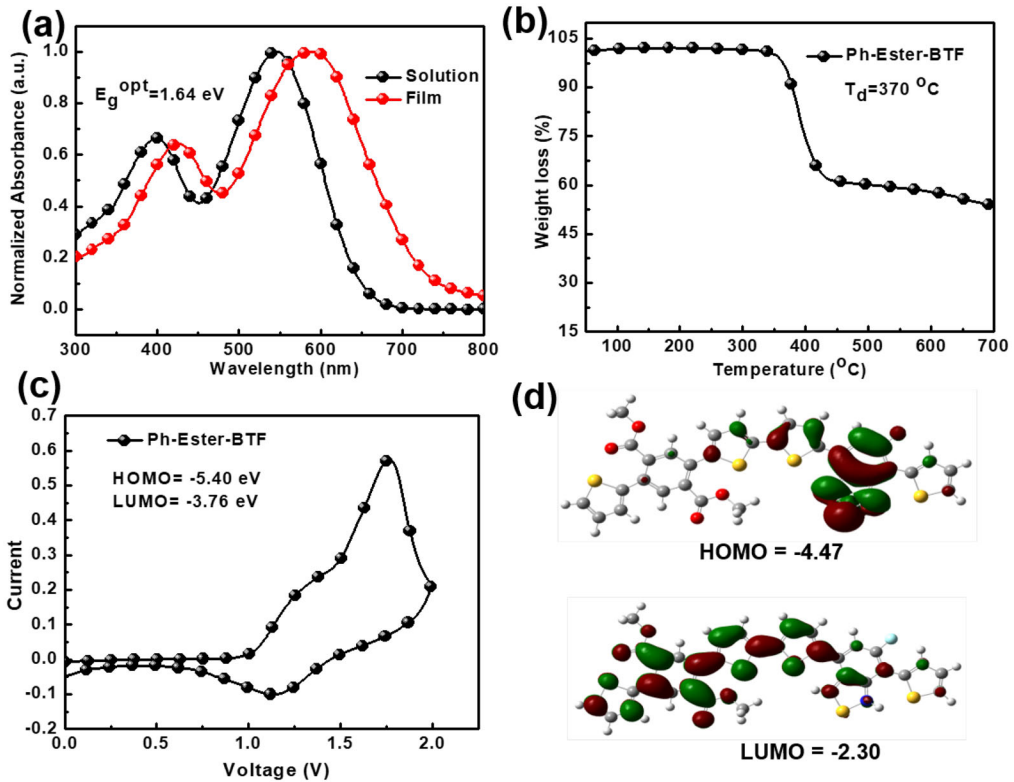 (a)
Normalized Absorbance (a.u.)
1.0
0.8
0.6
0.4
0.2
0.0
E_g^opt=1.64 eV
Solution
Film
300 400 500 600 700 800
Wavelength (nm)
(b)
Weight loss (%)
105
90
75
60
45
30
15
Ph-Ester-BTF
T_d=370 °C
100 200 300 400 500 600 700
Temperature (°C)
(c)
Current
0.7
0.6
0.5
0.4
0.3
0.2
0.1
0.0
-0.1
-0.2
Ph-Ester-BTF
HOMO= -5.40 eV
LUMO= -3.76 eV
0.0 0.5 1.0 1.5 2.0
Voltage (V)
(d)
HOMO = -4.47
LUMO = -2.30